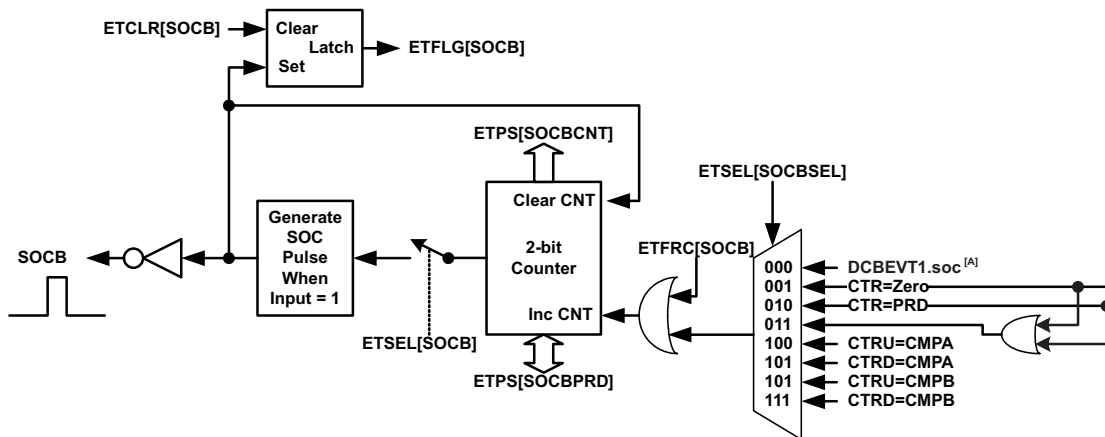 ETCLR[SOCB]
Clear
Latch
Set
ETFLG[SOCB]
ETPS[SOCBCNT]
ETSEL[SOCBSEL]
Clear CNT
2-bit
Counter
Inc CNT
Generate
SOC
Pulse
When
Input = 1
SOCB
ETSEL[SOCB]
ETPS[SOCBPRD]
ETFRC[SOCB]
000 DCBEVT1.soc [A]
001 CTR=Zero
010 CTR=PRD
011
100 CTRU=CMPA
101 CTRD=CMPA
101 CTRU=CMPB
111 CTRD=CMPB